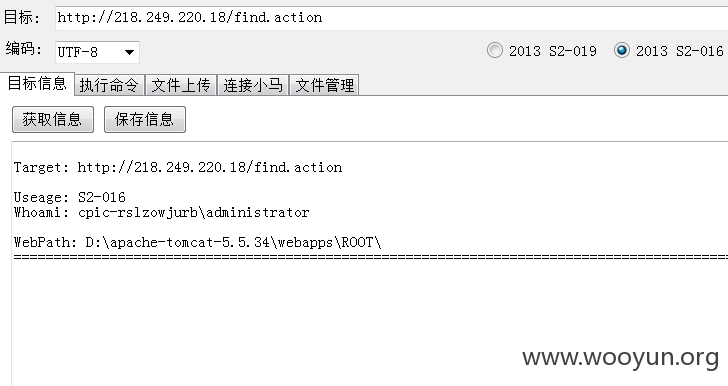 目标: http://218.249.220.18/find.action
编码: UTF-8 2013 S2-019 2013 S2-016
目标信息 执行命令 文件上传 连接小马 文件管理
获取信息 保存信息
Target: http://218.249.220.18/find.action
Useage: S2-016
Whoami: cpic-rslzowjurb\administrator
WebPath: D:\apache-tomcat-5.5.34\webapps\ROOT\
================================================================================
www.wooyun.org